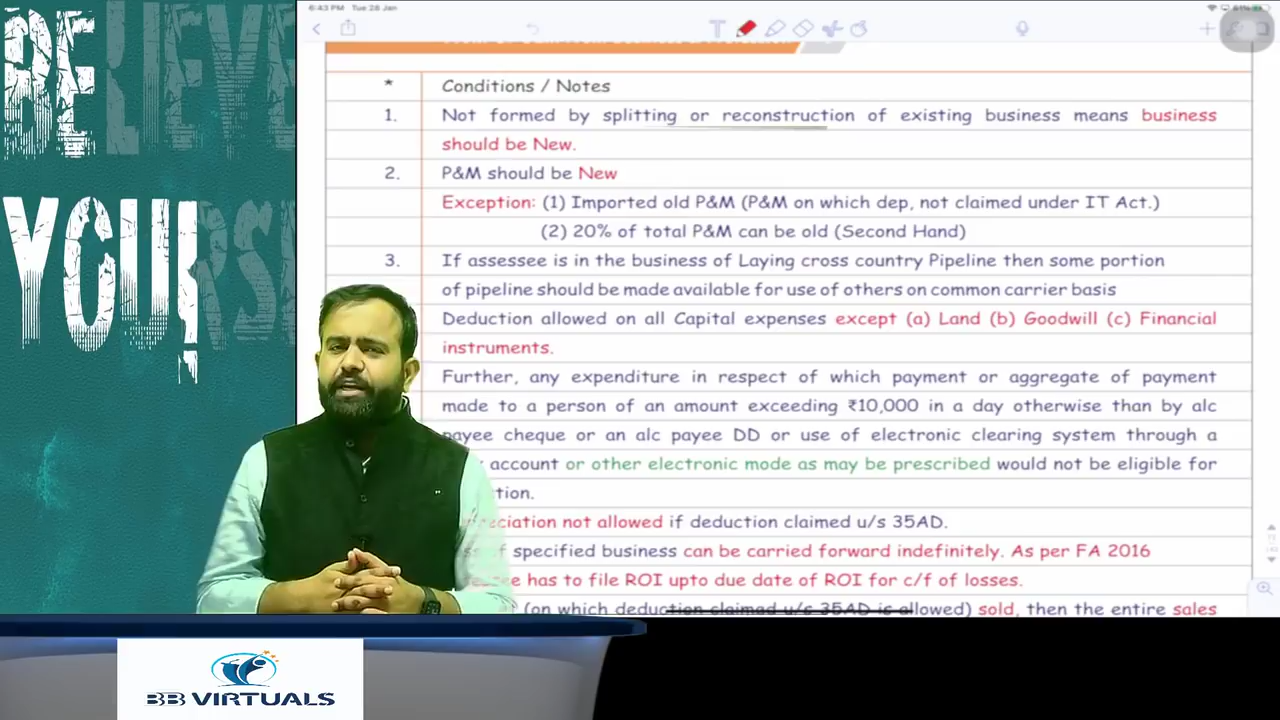 BELIEVE
YOURS
6:43 PM Tue 28 Jan
61%
T
* Conditions / Notes
1. Not formed by splitting or reconstruction of existing business means business
should be New.
2. P&M should be New
Exception: (1) Imported old P&M (P&M on which dep, not claimed under IT Act.)
(2) 20% of total P&M can be old (Second Hand)
3. If assessee is in the business of Laying cross country Pipeline then some portion
of pipeline should be made available for use of others on common carrier basis
Deduction allowed on all Capital expenses except (a) Land (b) Goodwill (c) Financial
instruments.
Further, any expenditure in respect of which payment or aggregate of payment
made to a person of an amount exceeding ₹10,000 in a day otherwise than by alc
payee cheque or an alc payee DD or use of electronic clearing system through a
account or other electronic mode as may be prescribed would not be eligible for
tion.
eciation not allowed if deduction claimed u/s 35AD.
f specified business can be carried forward indefinitely. As per FA 2016
has to file ROI upto due date of ROI for c/f of losses.
(on which deduction claimed u/s 35AD is allowed) sold, then the entire sales
BB VIRTUALS